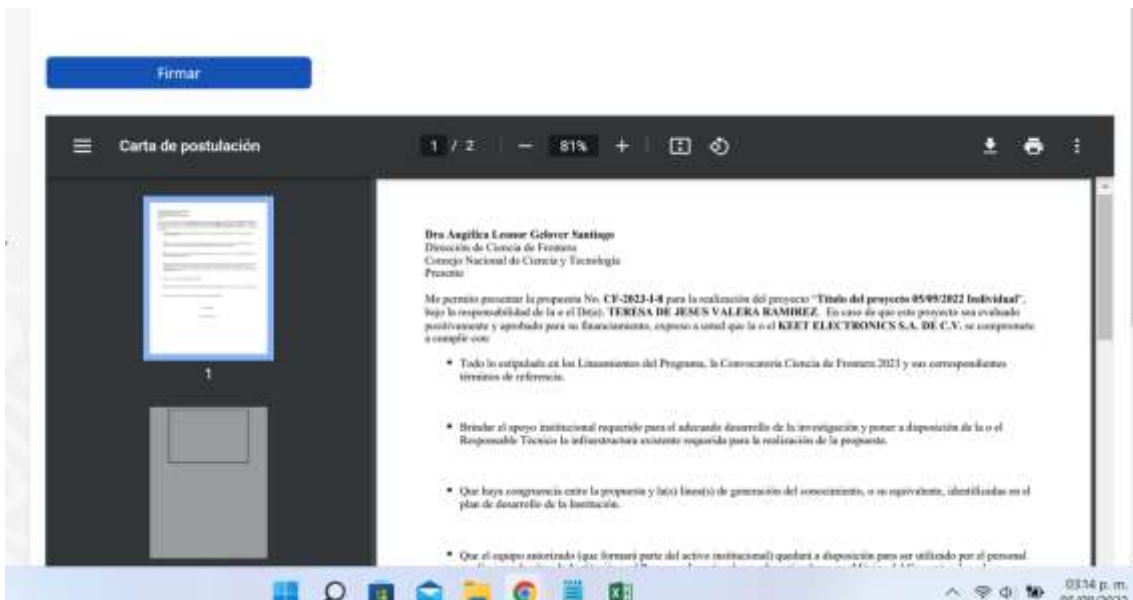 Firmar
Carta de postulación
1 / 2
81%
1
Dra Angélica Leonor Gelover Santiago
Dirección de Ciencia de Frontera
Consejo Nacional de Ciencia y Tecnología
Presente
Me permito presentar la propuesta No. CF-2023-I-8 para la realización del proyecto "Título del proyecto 05/09/2022 Individual",
bajo la responsabilidad de la o el Dr(a). TERESA DE JESUS VALERA RAMIREZ. En caso de que este proyecto sea evaluado
positivamente y aprobado para su financiamiento, expreso a usted que la o el KEET ELECTRONICS S.A. DE C.V. se compromete
a cumplir con:
• Todo lo estipulado en los Lineamientos del Programa, la Convocatoria Ciencia de Frontera 2023 y sus correspondientes
términos de referencia.
• Brindar el apoyo institucional requerido para el adecuado desarrollo de la investigación y poner a disposición de la o el
Responsable Técnico la infraestructura existente requerida para la realización de la propuesta.
• Que haya congruencia entre la propuesta y la(s) línea(s) de generación del conocimiento, o su equivalente, identificadas en el
plan de desarrollo de la Institución.
• Que el equipo autorizado (que formará parte del activo institucional) quedará a disposición para ser utilizado por el personal
03:14 p. m.